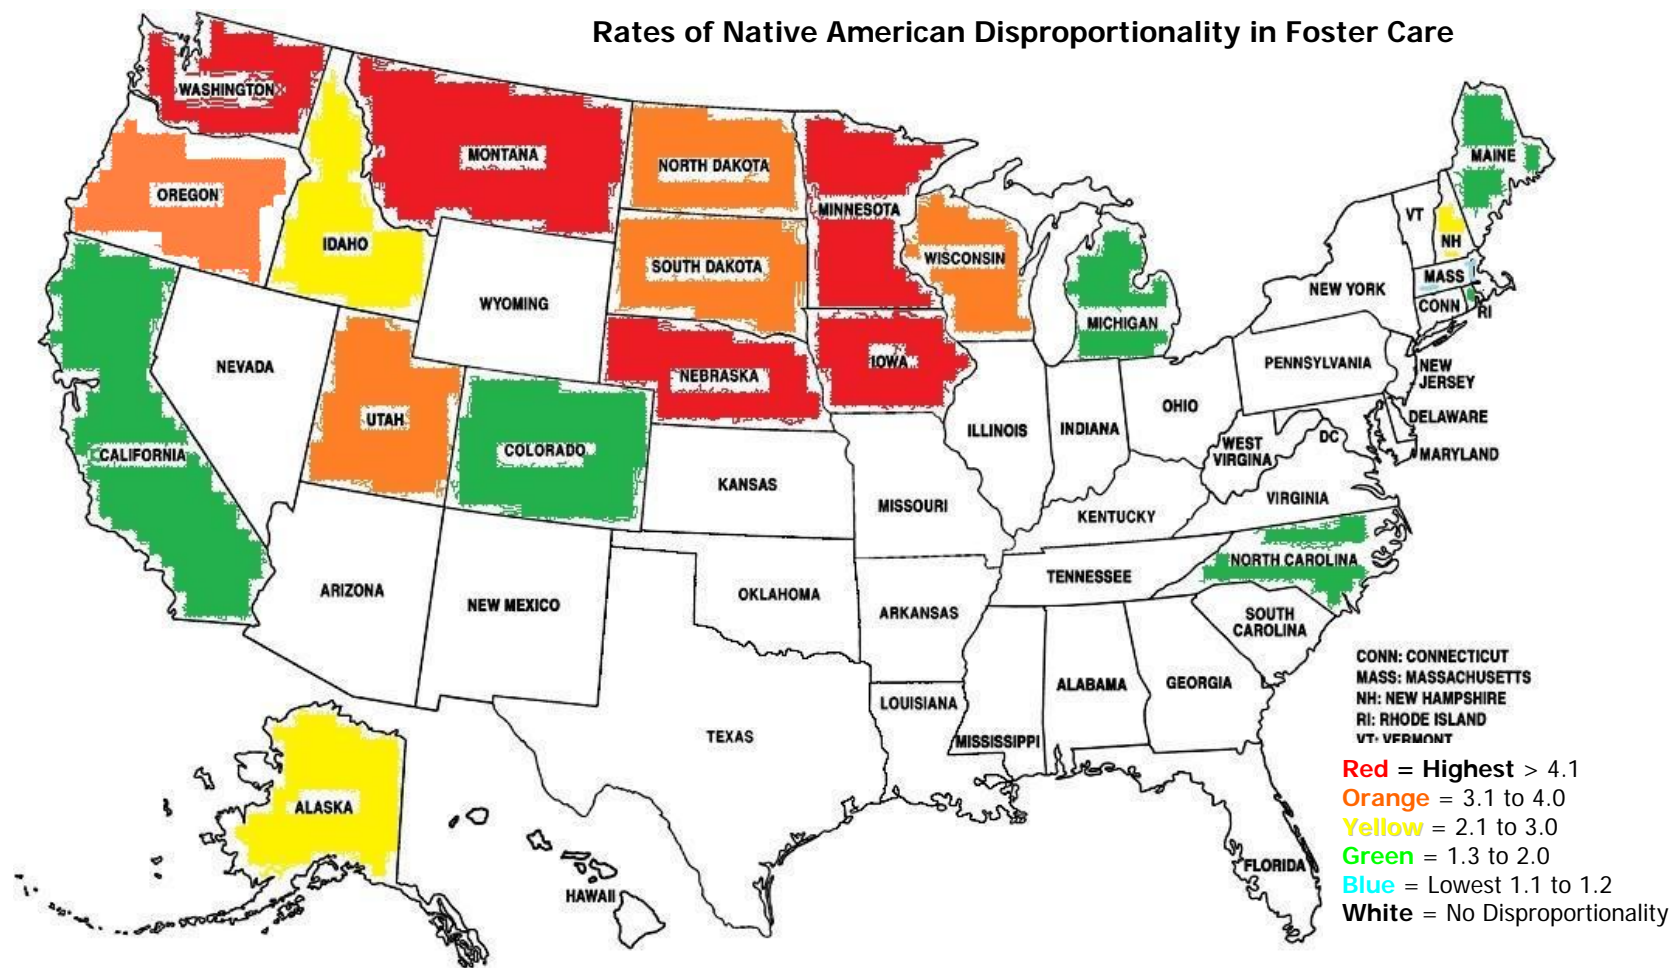 Rates of Native American Disproportionality in Foster Care
WASHINGTON
MONTANA
NORTH DAKOTA
MINNESOTA
MAINE
OREGON
IDAHO
SOUTH DAKOTA
WISCONSIN
VT
NH
MASS
NEW YORK
CONN
RI
WYOMING
MICHIGAN
NEVADA
NEBRASKA
IOWA
PENNSYLVANIA
NEW
JERSEY
UTAH
COLORADO
ILLINOIS
INDIANA
OHIO
DELAWARE
DC
MARYLAND
WEST
VIRGINA
CALIFORNIA
KANSAS
MISSOURI
KENTUCKY
VIRGINIA
NORTH CAROLINA
TENNESSEE
ARIZONA
NEW MEXICO
OKLAHOMA
ARKANSAS
SOUTH
CAROLINA
LOUISIANA
MISSISSIPPI
ALABAMA
GEORGIA
TEXAS
ALASKA
HAWAII
FLORIDA
CONN: CONNECTICUT
MASS: MASSACHUSETTS
NH: NEW HAMPSHIRE
RI: RHODE ISLAND
VT: VERMONT
Red = Highest > 4.1
Orange = 3.1 to 4.0
Yellow = 2.1 to 3.0
Green = 1.3 to 2.0
Blue = Lowest 1.1 to 1.2
White = No Disproportionality